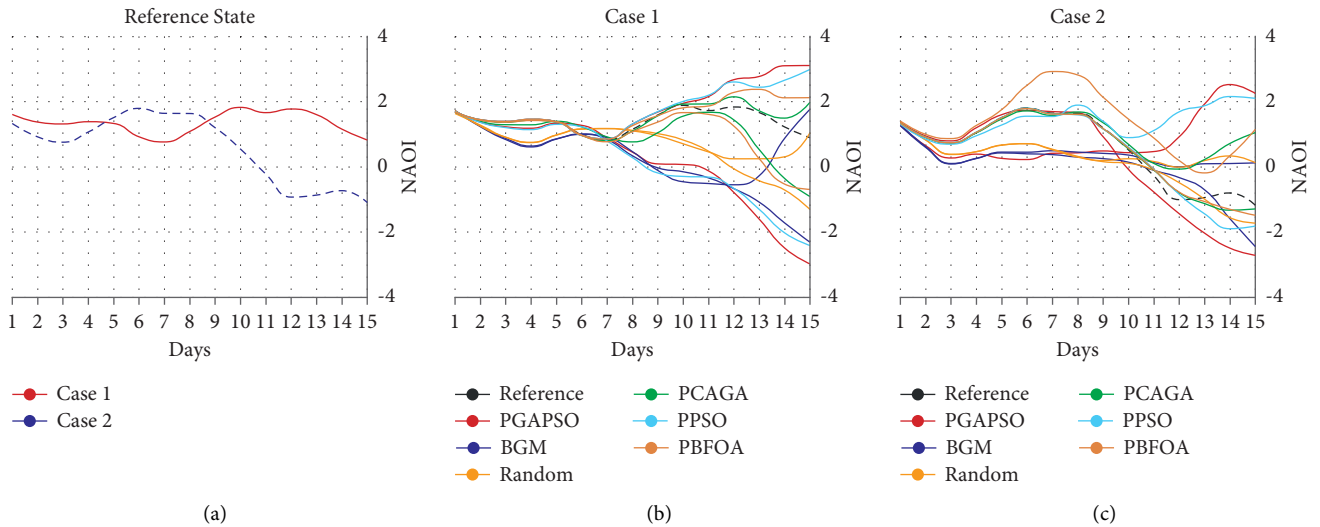 Reference State
4
2
0
-2
-4
NAOI
1 2 3 4 5 6 7 8 9 10 11 12 13 14 15
Days
Case 1
Case 2
(a)
Case 1
4
2
0
-2
-4
NAOI
1 2 3 4 5 6 7 8 9 10 11 12 13 14 15
Days
Reference
PGAPSO
BGM
Random
PCAGA
PPSO
PBFOA
(b)
Case 2
4
2
0
-2
-4
NAOI
1 2 3 4 5 6 7 8 9 10 11 12 13 14 15
Days
Reference
PGAPSO
BGM
Random
PCAGA
PPSO
PBFOA
(c)